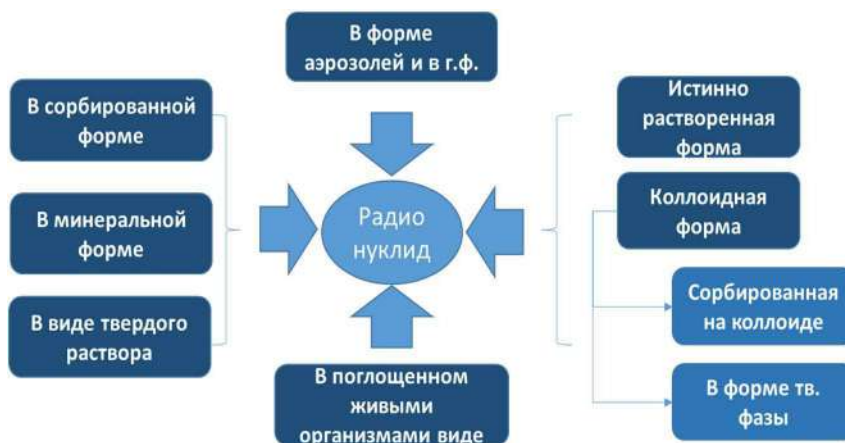 В форме
аэрозолей и в г.ф.
В сорбированной
форме
В минеральной
форме
В виде твердого
раствора
Радио
нуклид
В поглощенном
живыми
организмами виде
Истинно
растворенная
форма
Коллоидная
форма
Сорбированная
на коллоиде
В форме тв.
фазы